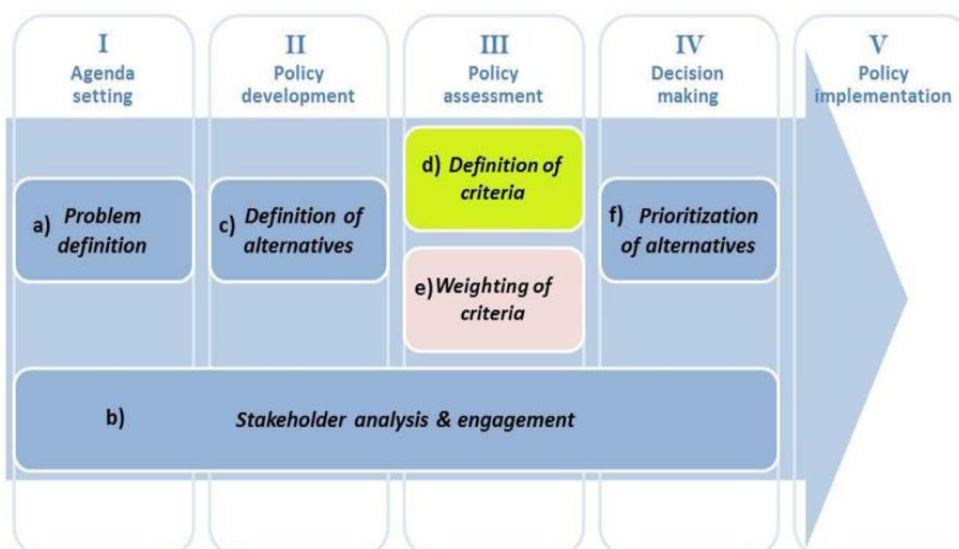 I
Agenda
setting
II
Policy
development
III
Policy
assessment
IV
Decision
making
V
Policy
implementation
a) Problem
definition
c) Definition of
alternatives
d) Definition of
criteria
e) Weighting of
criteria
f) Prioritization
of alternatives
b) Stakeholder analysis & engagement